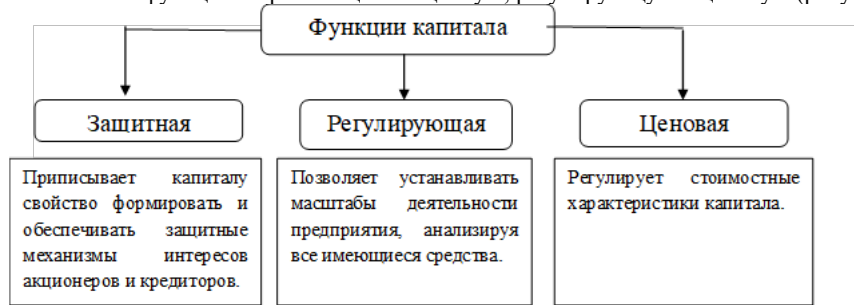 Функции капитала
Защитная
Регулирующая
Ценовая
Приписывает капиталу
свойство формировать и
обеспечивать защитные
механизмы интересов
акционеров и кредиторов.
Позволяет устанавливать
масштабы деятельности
предприятия, анализируя
все имеющиеся средства.
Регулирует стоимостные
характеристики капитала.